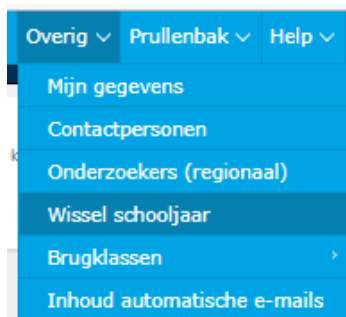 Overig Prullenbak Help
Mijn gegevens
Contactpersonen
Onderzoekers (regionaal)
Wissel schooljaar
Brugklassen
Inhoud automatische e-mails